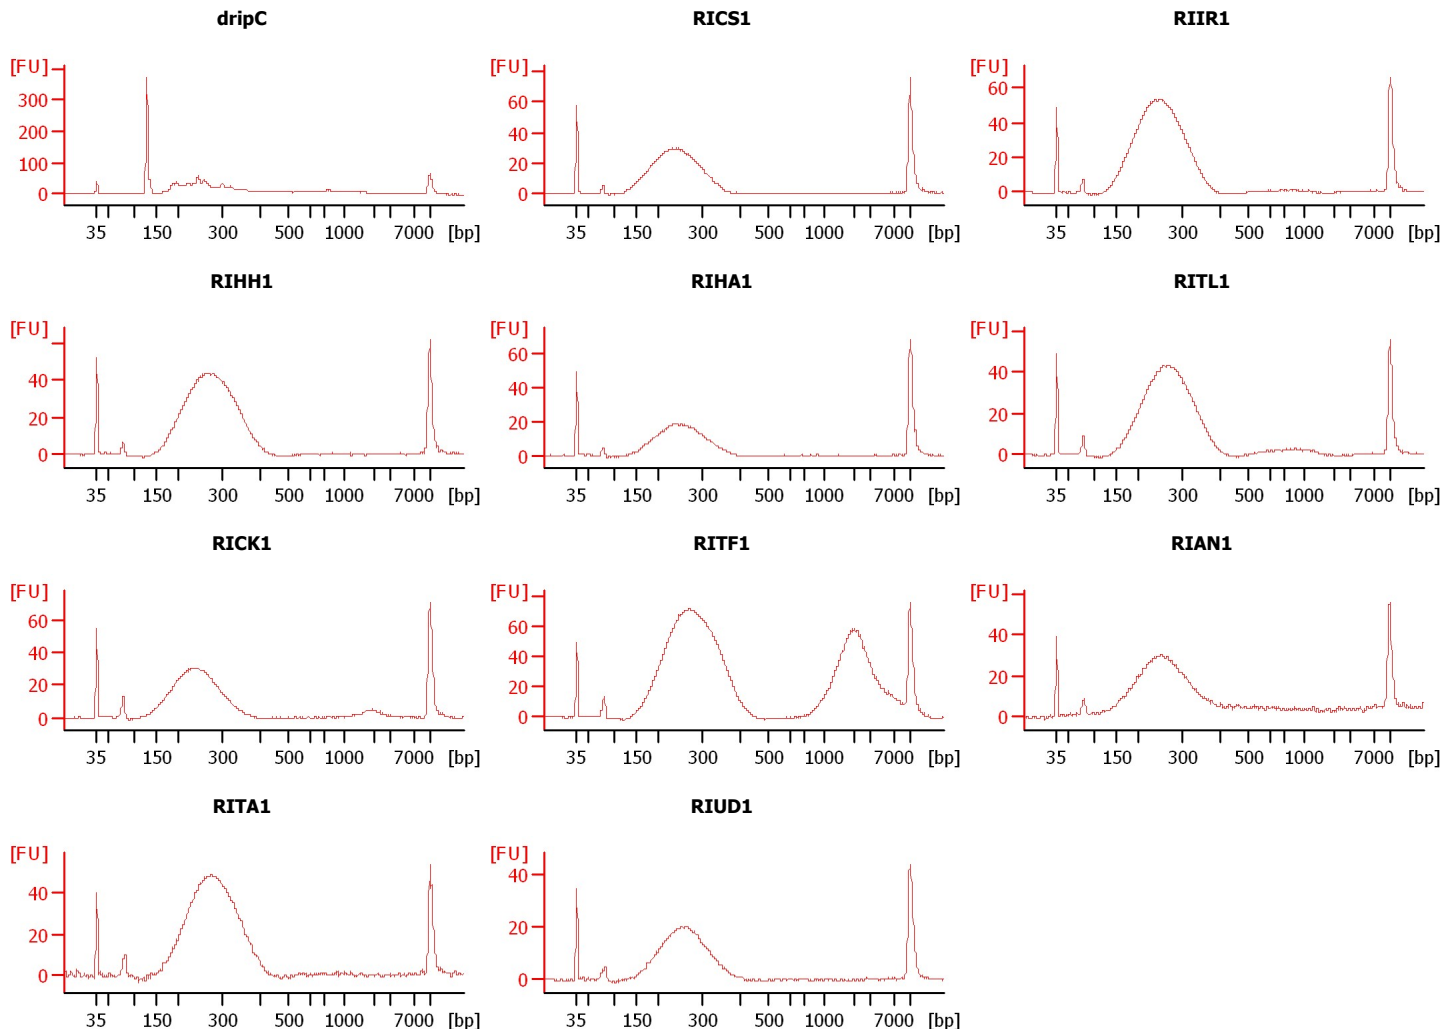 dripC RICS1 RIIR1
[FU] [FU] [FU]
300 60 60
200 40 40
100 20 20
0 0 0
35 150 300 500 1000 7000 [bp] 35 150 300 500 1000 7000 [bp] 35 150 300 500 1000 7000 [bp]
RIHH1 RIHA1 RITL1
[FU] [FU] [FU]
40 60 40
20 40 20
0 20 0
0
35 150 300 500 1000 7000 [bp] 35 150 300 500 1000 7000 [bp] 35 150 300 500 1000 7000 [bp]
RICK1 RITF1 RIAN1
[FU] [FU] [FU]
60 60 40
40 40 20
20 20 0
0 0
35 150 300 500 1000 7000 [bp] 35 150 300 500 1000 7000 [bp] 35 150 300 500 1000 7000 [bp]
RITA1 RIUD1
[FU] [FU]
40 40
20 20
0 0
35 150 300 500 1000 7000 [bp] 35 150 300 500 1000 7000 [bp]